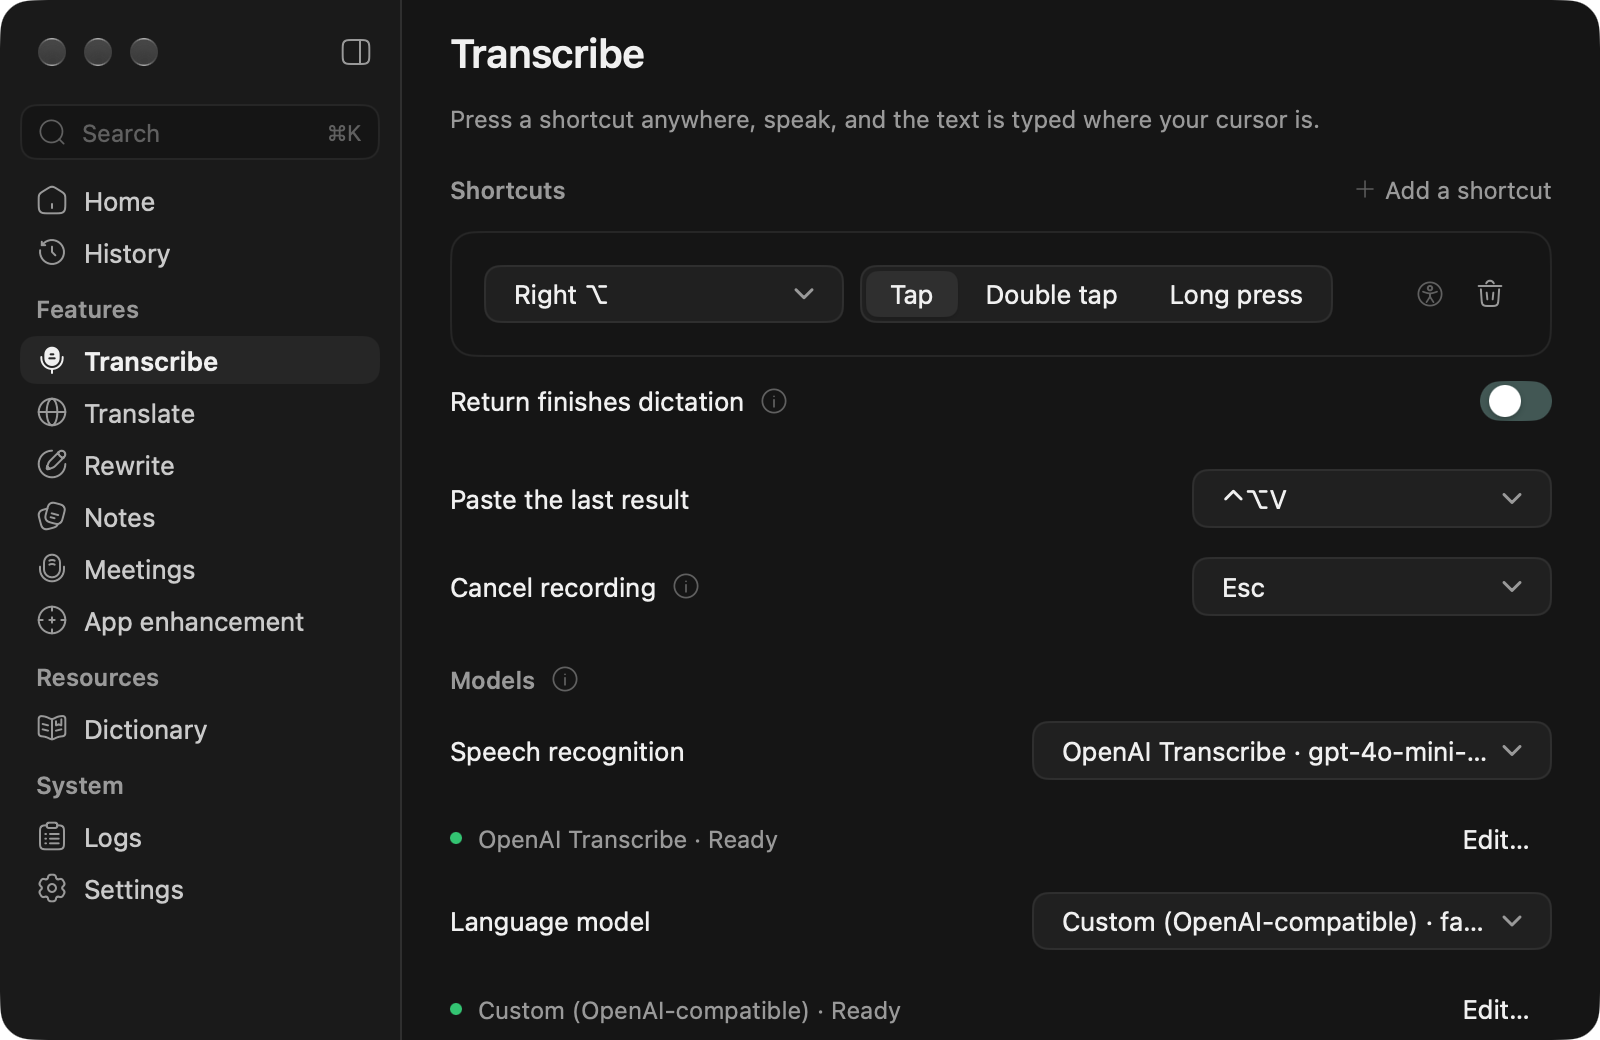 Search ⌘K
Home
History
Features
Transcribe
Translate
Rewrite
Notes
Meetings
App enhancement
Resources
Dictionary
System
Logs
Settings
Transcribe
Press a shortcut anywhere, speak, and the text is typed where your cursor is.
Shortcuts + Add a shortcut
Right ⌥ Tap Double tap Long press
Return finishes dictation
Paste the last result ⌃⌥V
Cancel recording Esc
Models
Speech recognition OpenAI Transcribe · gpt-4o-mini-...
OpenAI Transcribe · Ready Edit...
Language model Custom (OpenAI-compatible) · fa...
Custom (OpenAI-compatible) · Ready Edit...